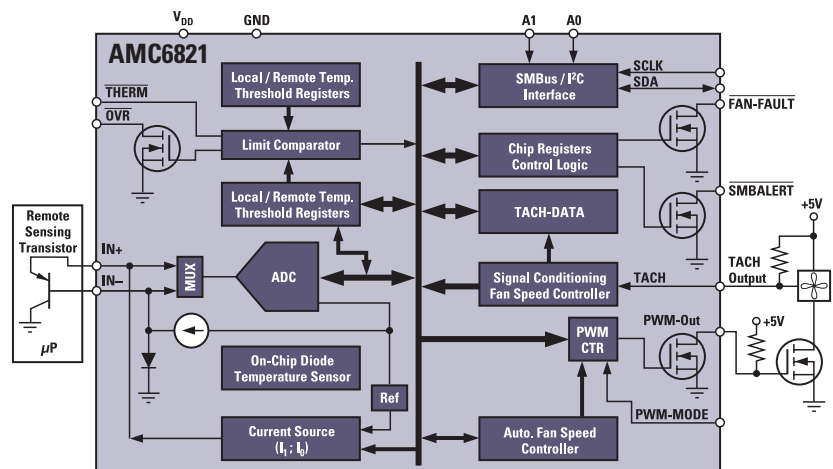 V_DD
GND
A1
A0
AMC6821
THERM
OVR
Local / Remote Temp.
Threshold Registers
SMBus / I²C
Interface
SCLK
SDA
FAN-FAULT
Limit Comparator
Chip Registers
Control Logic
Local / Remote Temp.
Threshold Registers
TACH-DATA
SMBALERT
+5V
Remote
Sensing
Transistor
µP
IN+
IN–
MUX
ADC
Signal Conditioning
Fan Speed Controller
TACH
TACH
Output
On-Chip Diode
Temperature Sensor
Ref
PWM
CTR
PWM-Out
+5V
Current Source
(I₁ ; I₀)
Auto. Fan Speed
Controller
PWM-MODE